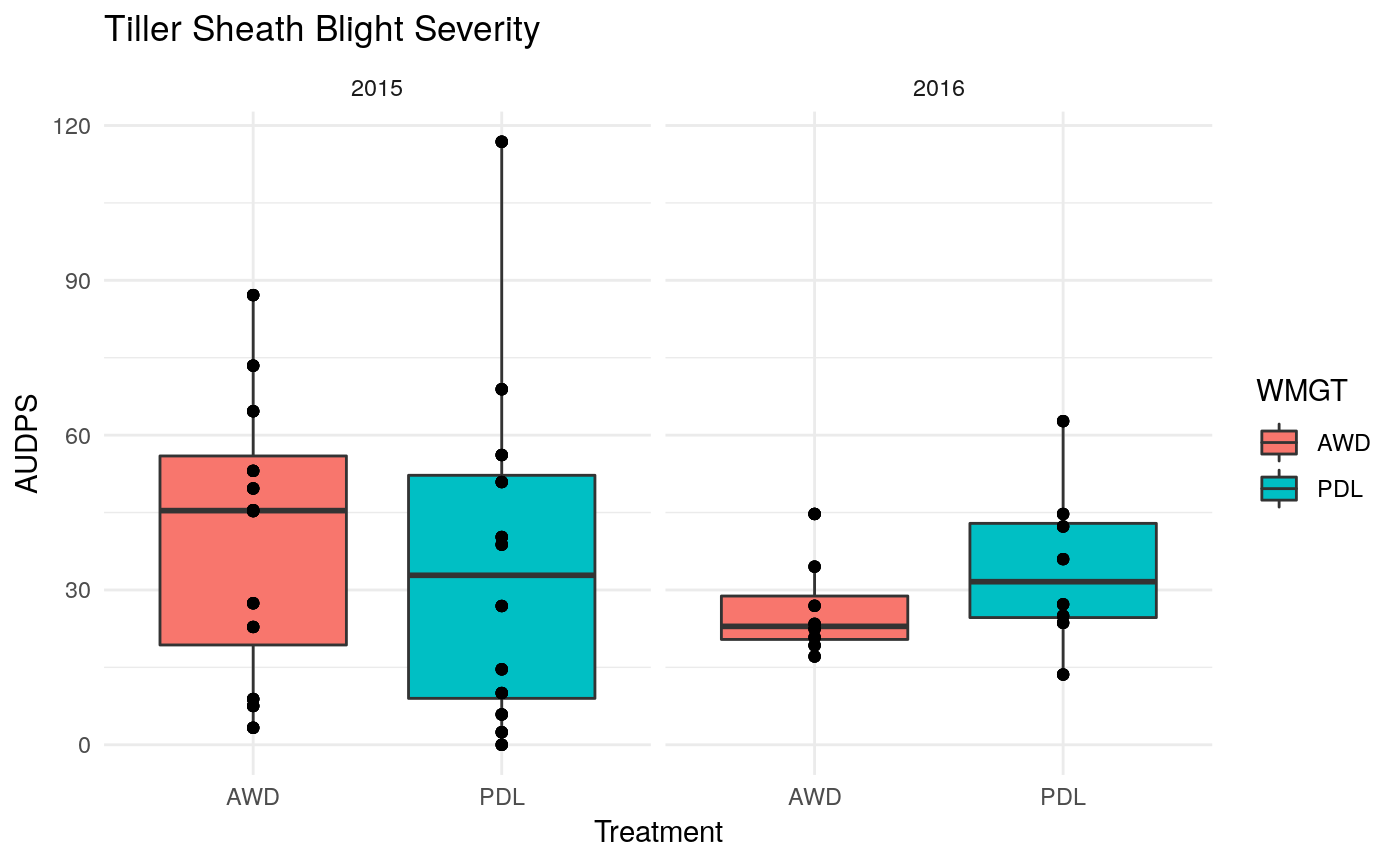 Tiller Sheath Blight Severity
2015
2016
120
90
60
30
0
AUDPS
AWD
PDL
AWD
PDL
Treatment
WMGT
AWD
PDL